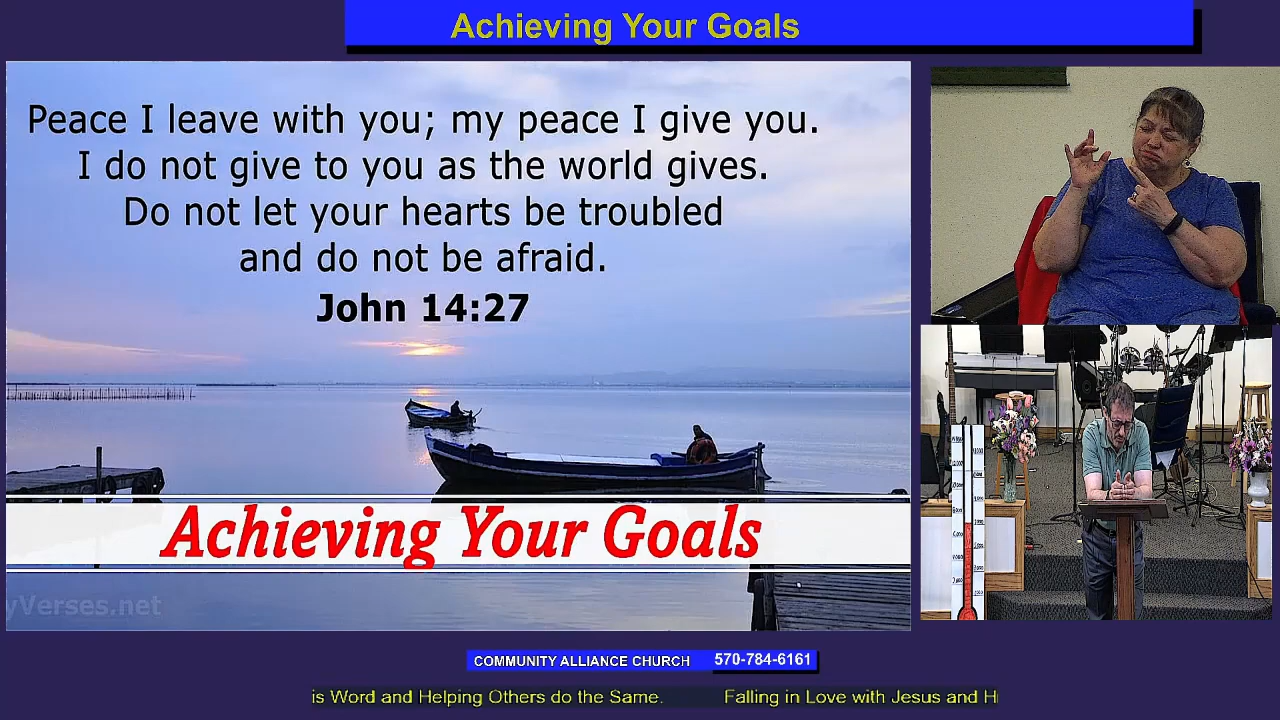 Achieving Your Goals
Peace I leave with you; my peace I give you.
I do not give to you as the world gives.
Do not let your hearts be troubled
and do not be afraid.
John 14:27
Achieving Your Goals
yVerses.net
COMMUNITY ALLIANCE CHURCH 570-784-6161
is Word and Helping Others do the Same. Falling in Love with Jesus and H